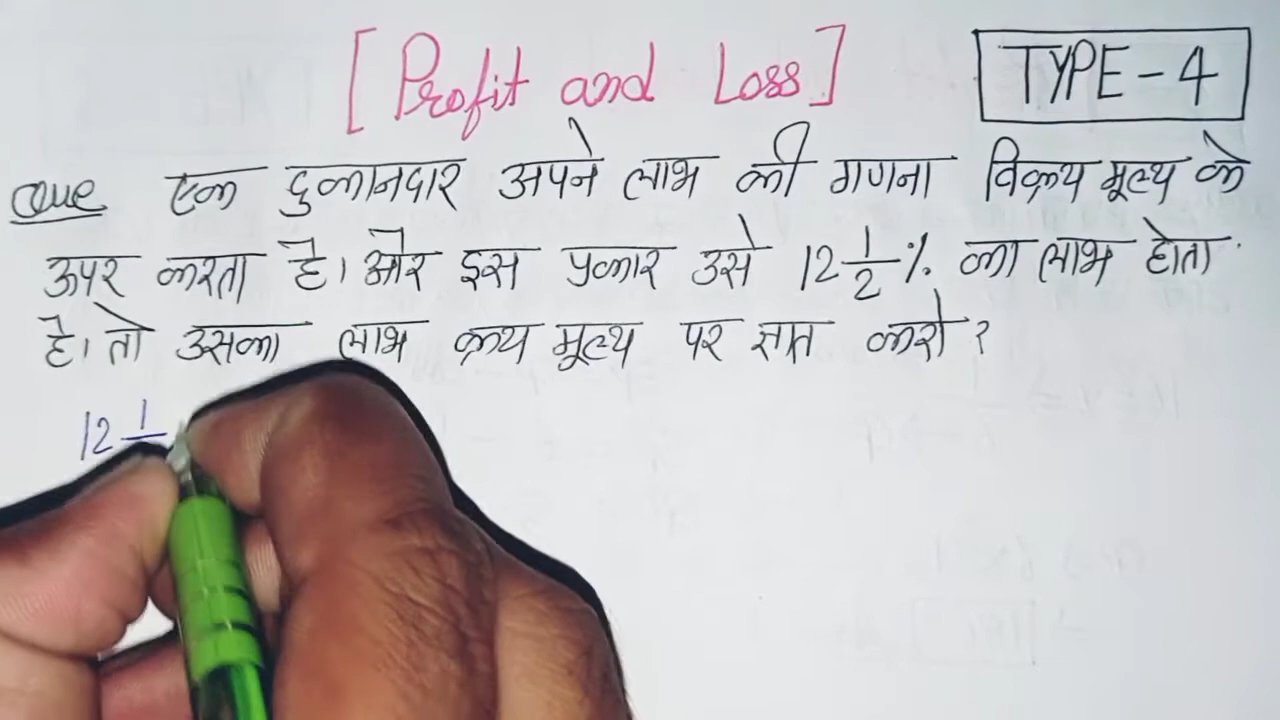 [Profit and Loss]
TYPE-4
Que एक दुकानदार अपने लाभ की गणना विक्रय मूल्य के
ऊपर करता है। और इस प्रकार उसे 12 1/2 % का लाभ होता
है। तो उसका लाभ क्रय मूल्य पर ज्ञात करो ?
12 1